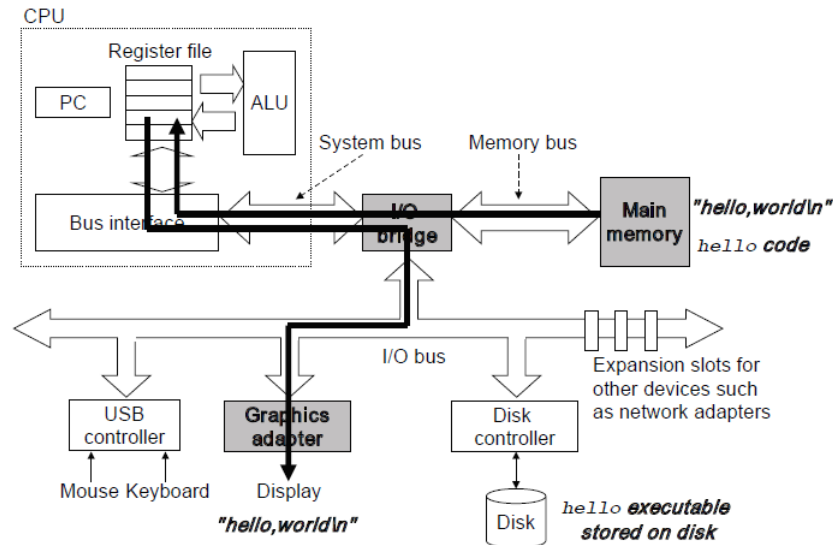 CPU
Register file
PC
ALU
System bus
Memory bus
Bus interface
I/O
bridge
Main
memory
"hello,world\n"
hello code
I/O bus
Expansion slots for
other devices such
as network adapters
USB
controller
Graphics
adapter
Disk
controller
Mouse Keyboard
Display
"hello,world\n"
Disk
hello executable
stored on disk